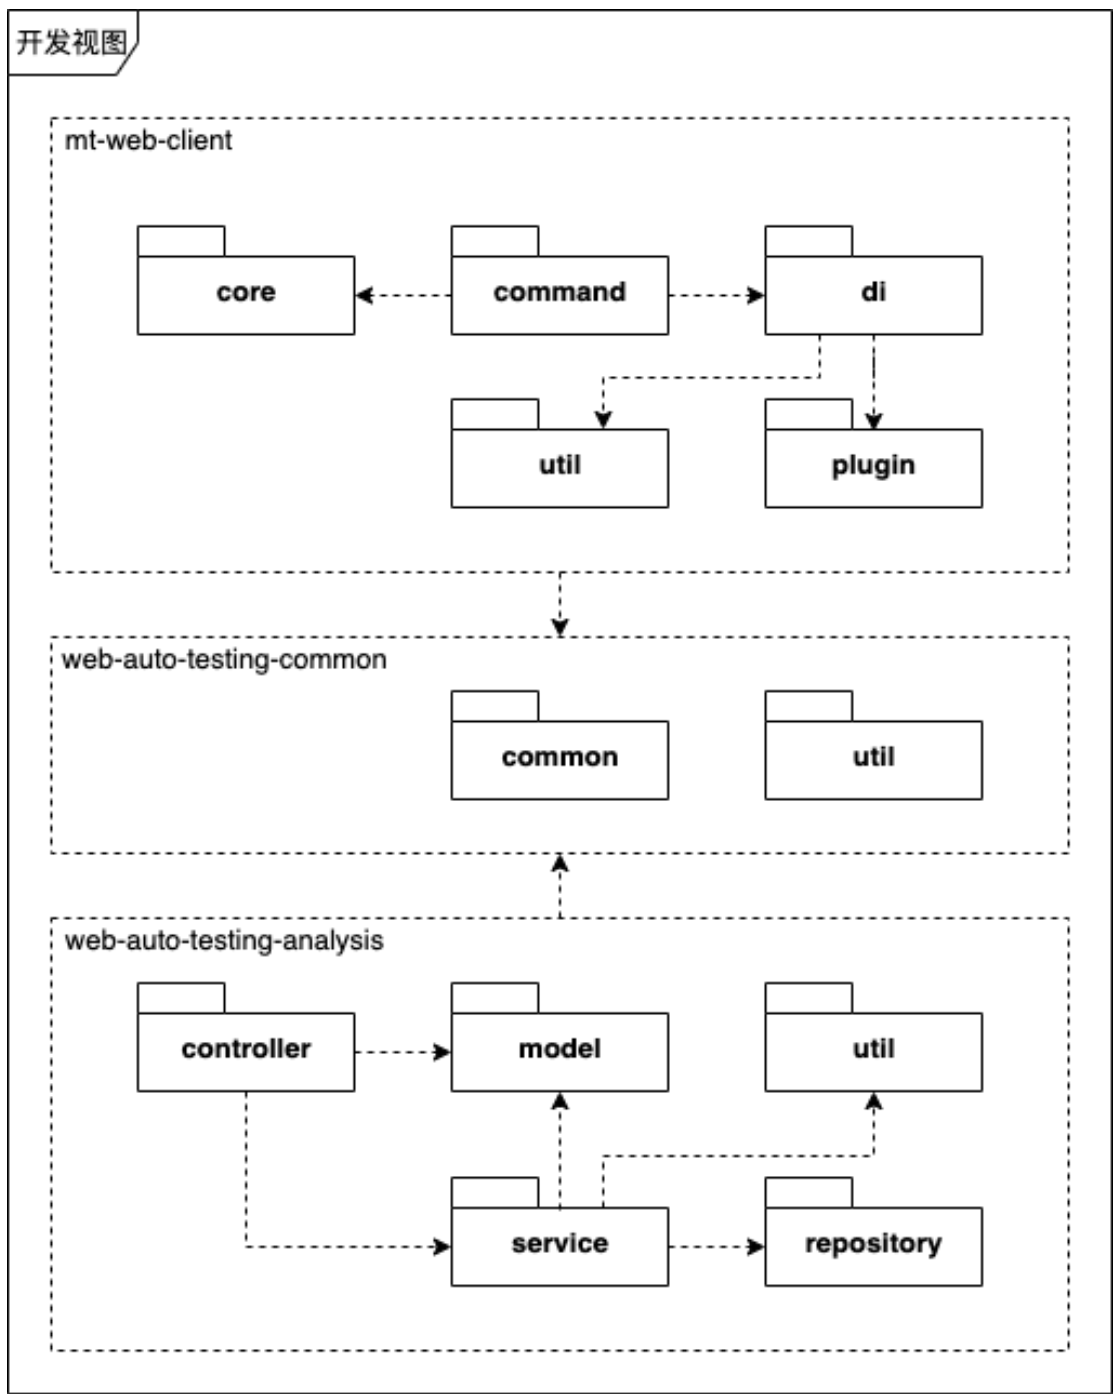 开发视图
mt-web-client
core
command
di
util
plugin
web-auto-testing-common
common
util
web-auto-testing-analysis
controller
model
util
service
repository